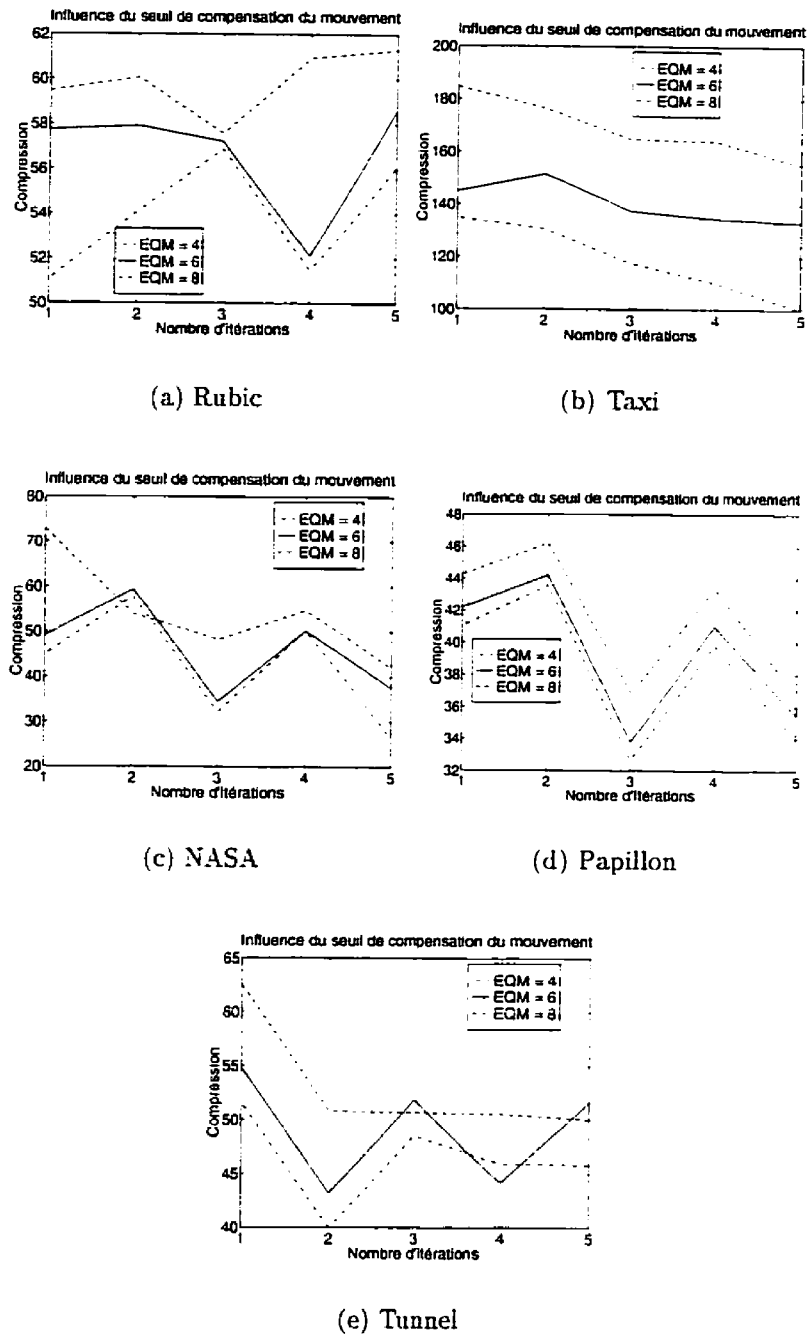 Influence du seuil de compensation du mouvement
62
60
58
56
54
52
50
Compression
EQM = 4
EQM = 6
EQM = 8
1 2 3 4 5
Nombre d'itérations
(a) Rubic
Influence du seuil de compensation du mouvement
200
180
160
140
120
100
Compression
EQM = 4
EQM = 6
EQM = 8
1 2 3 4 5
Nombre d'itérations
(b) Taxi
Influence du seuil de compensation du mouvement
80
70
60
50
40
30
20
Compression
EQM = 4
EQM = 6
EQM = 8
1 2 3 4 5
Nombre d'itérations
(c) NASA
Influence du seuil de compensation du mouvement
48
46
44
42
40
38
36
34
32
Compression
EQM = 4
EQM = 6
EQM = 8
1 2 3 4 5
Nombre d'itérations
(d) Papillon
Influence du seuil de compensation du mouvement
65
60
55
50
45
40
Compression
EQM = 4
EQM = 6
EQM = 8
1 2 3 4 5
Nombre d'itérations
(e) Tunnel